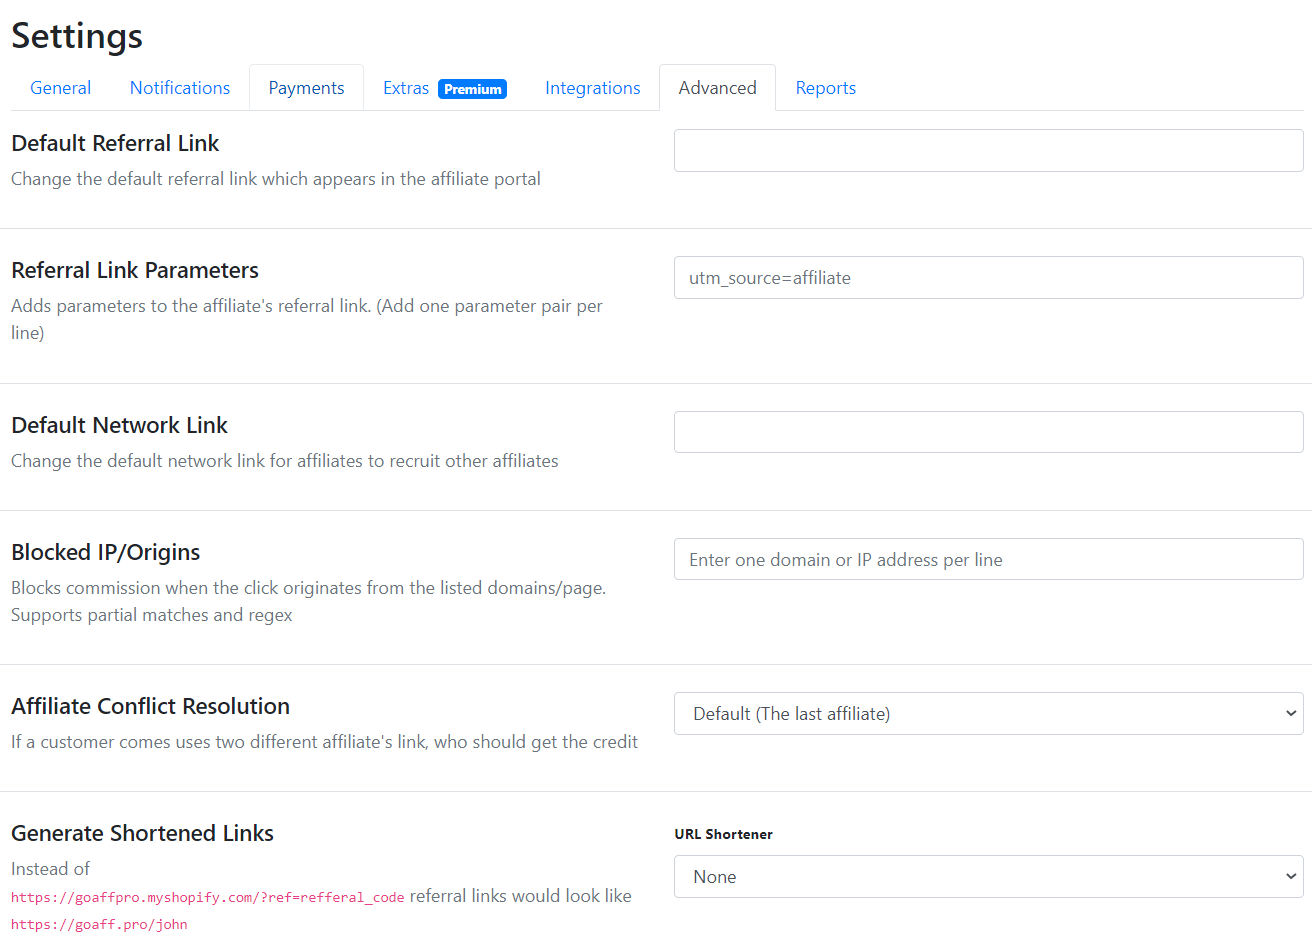 Settings
General Notifications Payments Extras Premium Integrations Advanced Reports
Default Referral Link
Change the default referral link which appears in the affiliate portal
Referral Link Parameters
utm_source=affiliate
Adds parameters to the affiliate's referral link. (Add one parameter pair per
line)
Default Network Link
Change the default network link for affiliates to recruit other affiliates
Blocked IP/Origins
Enter one domain or IP address per line
Blocks commission when the click originates from the listed domains/page.
Supports partial matches and regex
Affiliate Conflict Resolution
Default (The last affiliate)
If a customer comes uses two different affiliate's link, who should get the credit
Generate Shortened Links
URL Shortener
Instead of
None
https://goaffpro.myshopify.com/?ref=refferal_code referral links would look like
https://goaff.pro/john